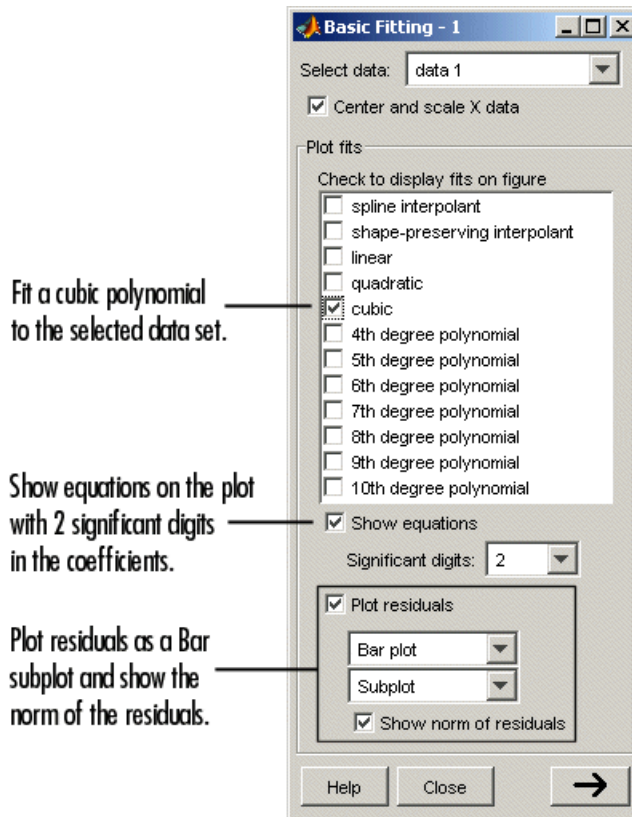 Basic Fitting - 1
Select data: data 1
Center and scale X data
Plot fits
Check to display fits on figure
spline interpolant
shape-preserving interpolant
linear
quadratic
cubic
4th degree polynomial
5th degree polynomial
6th degree polynomial
7th degree polynomial
8th degree polynomial
9th degree polynomial
10th degree polynomial
Show equations
Significant digits: 2
Plot residuals
Bar plot
Subplot
Show norm of residuals
Help Close
Fit a cubic polynomial
to the selected data set.
Show equations on the plot
with 2 significant digits
in the coefficients.
Plot residuals as a Bar
subplot and show the
norm of the residuals.